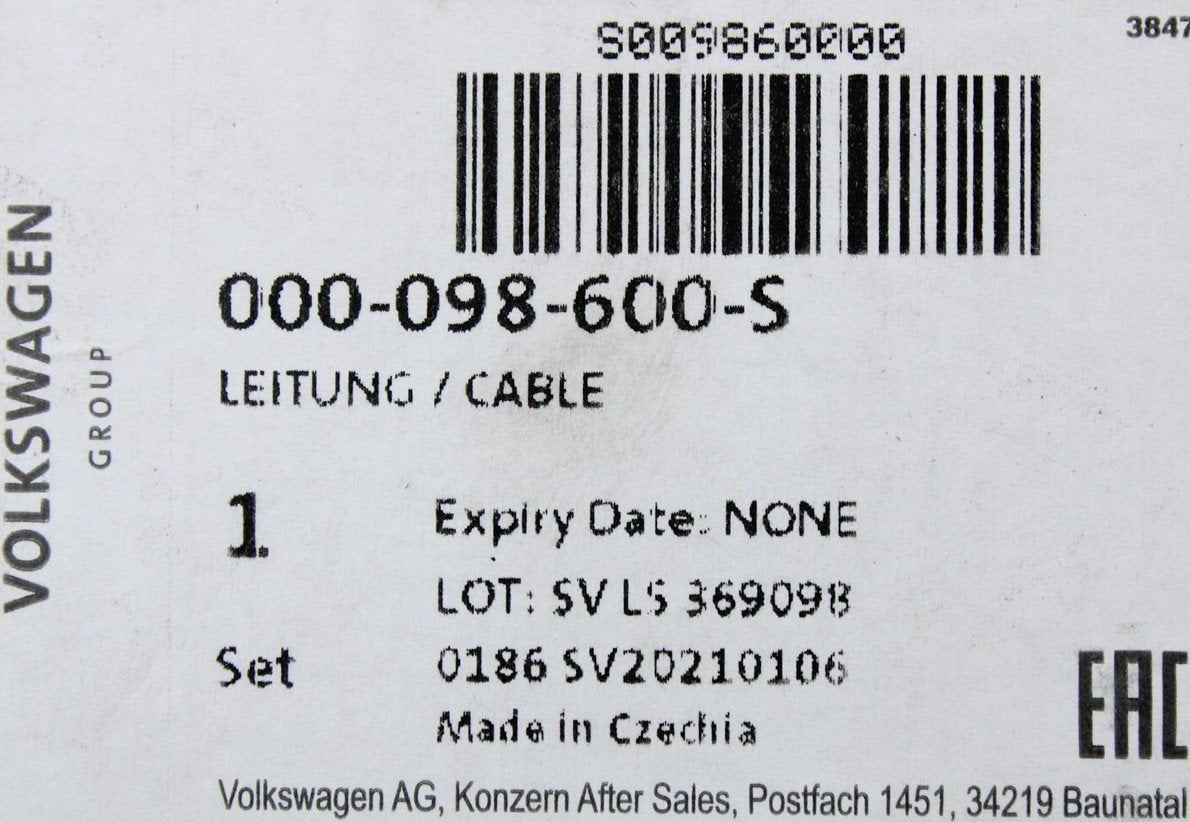 S009860000
3847
VOLKSWAGEN
GROUP
000-098-600-S
LEITUNG / CABLE
1 Expiry Date: NONE
LOT: SV LS 369098
Set 0186 SV20210106
Made in Czechia
EAC
Volkswagen AG, Konzern After Sales, Postfach 1451, 34219 Baunatal